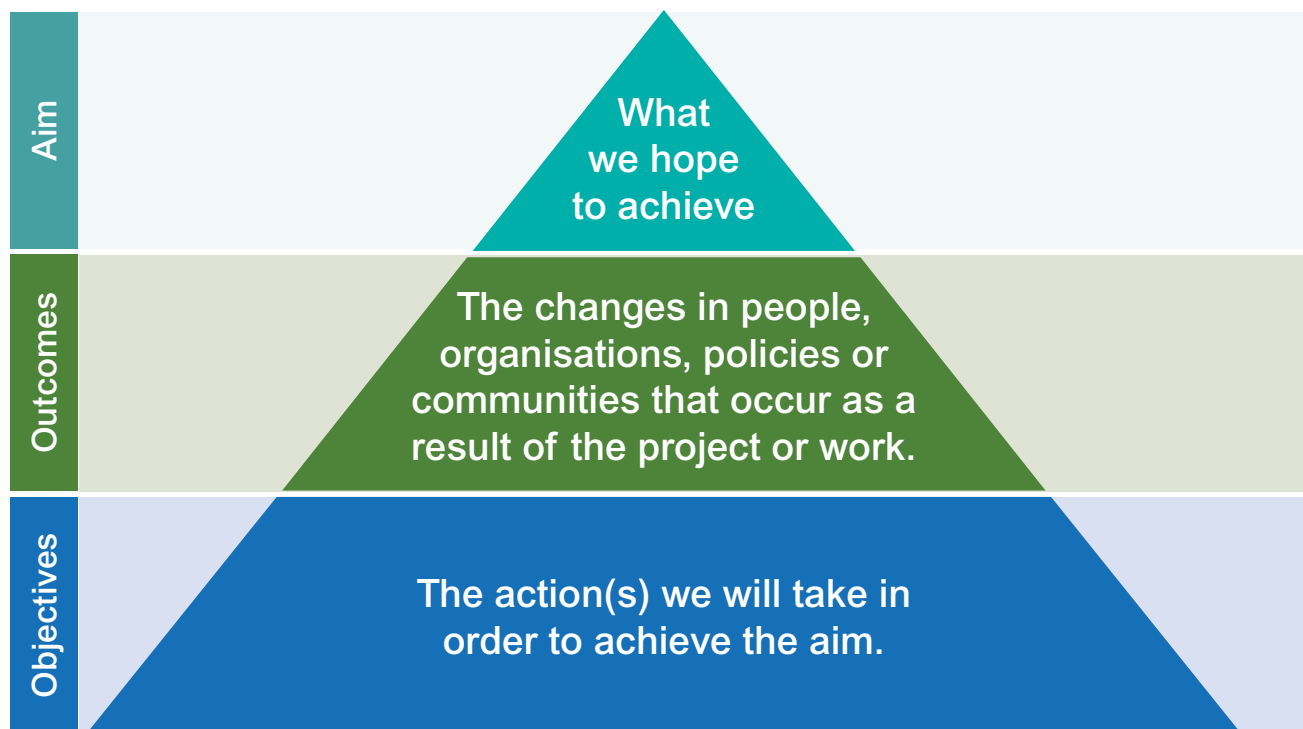 Aim
What
we hope
to achieve
Outcomes
The changes in people,
organisations, policies or
communities that occur as a
result of the project or work.
Objectives
The action(s) we will take in
order to achieve the aim.